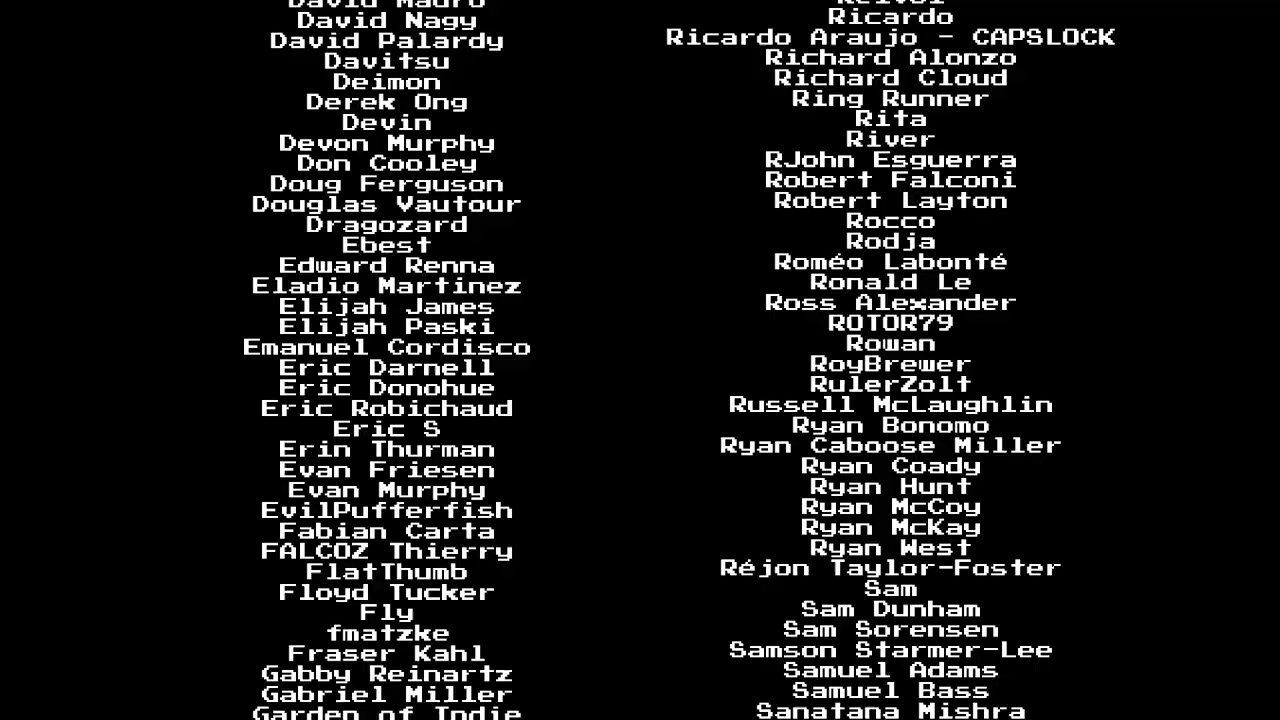 David Mauro
David Nagy
David Palardy
Davitsu
Deimon
Derek Ong
Devin
Devon Murphy
Don Cooley
Doug Ferguson
Douglas Vautour
Dragozard
Ebest
Edward Renna
Eladio Martinez
Elijah James
Elijah Paski
Emanuel Cordisco
Eric Darnell
Eric Donohue
Eric Robichaud
Eric S
Erin Thurman
Evan Friesen
Evan Murphy
EvilPufferfish
Fabian Carta
FALCOZ Thierry
FlatThumb
Floyd Tucker
Fly
fmatzke
Fraser Kahl
Gabby Reinartz
Gabriel Miller
Garden of Indie
Ricardo
Ricardo Araujo - CAPSLOCK
Richard Alonzo
Richard Cloud
Ring Runner
Rita
River
RJohn Esguerra
Robert Falconi
Robert Layton
Rocco
Rodja
Roméo Labonté
Ronald Le
Ross Alexander
ROTOR79
Rowan
RoyBrewer
RulerZolt
Russell McLaughlin
Ryan Bonomo
Ryan Caboose Miller
Ryan Coady
Ryan Hunt
Ryan McCoy
Ryan McKay
Ryan West
Réjon Taylor-Foster
Sam
Sam Dunham
Sam Sorensen
Samson Starmer-Lee
Samuel Adams
Samuel Bass
Sanatana Mishra